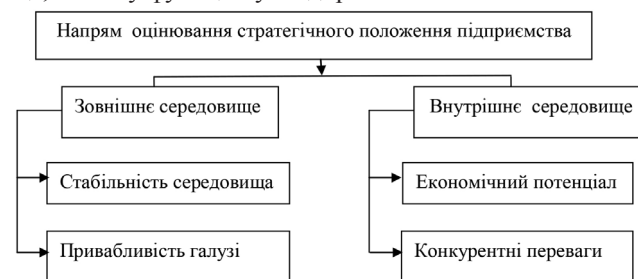 Напрям оцінювання стратегічного положення підприємства
Зовнішнє середовище
Внутрішнє середовище
Стабільність середовища
Економічний потенціал
Привабливість галузі
Конкурентні переваги